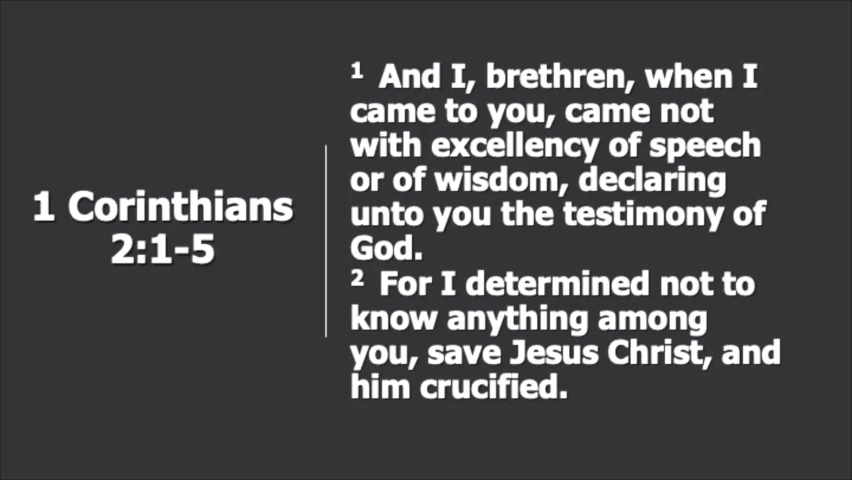 1 Corinthians
2:1-5
1 And I, brethren, when I
came to you, came not
with excellency of speech
or of wisdom, declaring
unto you the testimony of
God.
2 For I determined not to
know anything among
you, save Jesus Christ, and
him crucified.